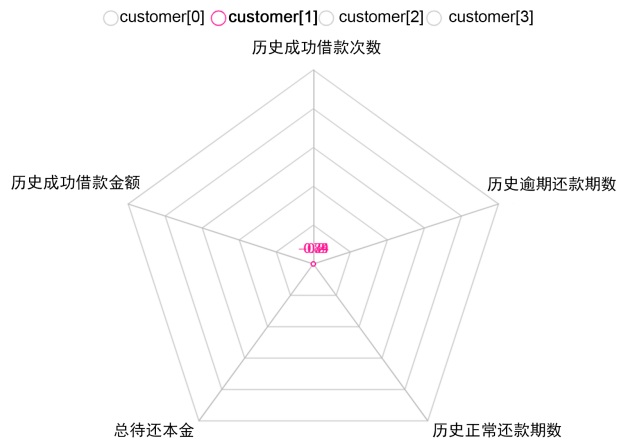 customer[0] customer[1] customer[2] customer[3]
历史成功借款次数
历史成功借款金额
历史逾期还款期数
总待还本金
历史正常还款期数